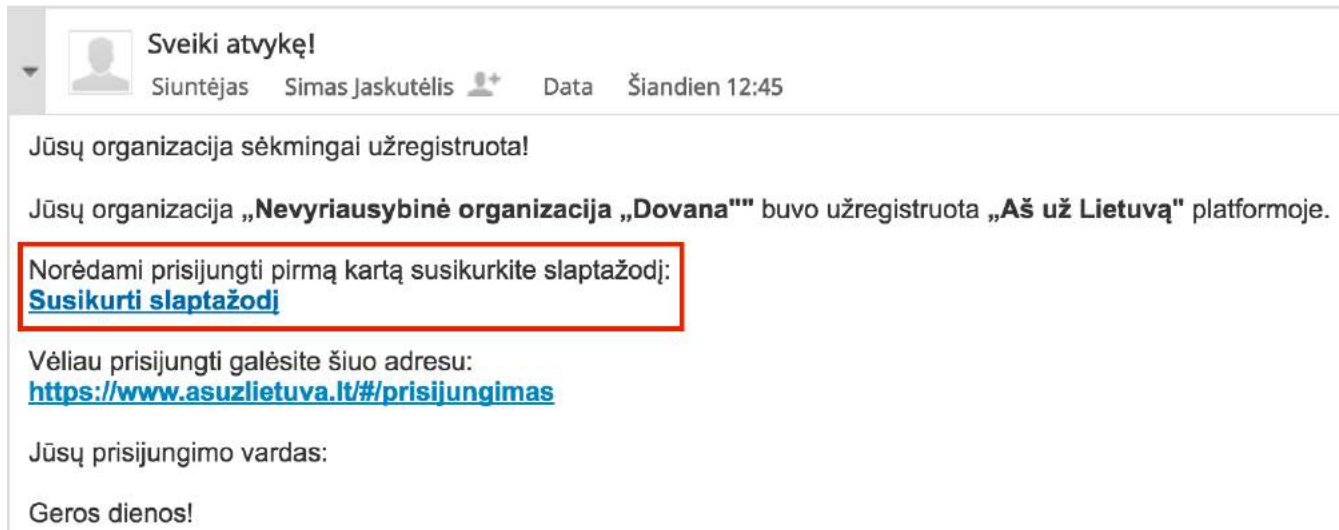 Sveiki atvykę!
Siuntėjas Simas Jaskutėlis Data Šiandien 12:45
Jūsų organizacija sėkmingai užregistruota!
Jūsų organizacija „Nevyriausybinė organizacija „Dovana"" buvo užregistruota „Aš už Lietuvą" platformoje.
Norėdami prisijungti pirmą kartą susikurkite slaptažodį:
Susikurti slaptažodį
Vėliau prisijungti galėsite šiuo adresu:
https://www.asuzlietuva.lt/#/prisijungimas
Jūsų prisijungimo vardas:
Geros dienos!